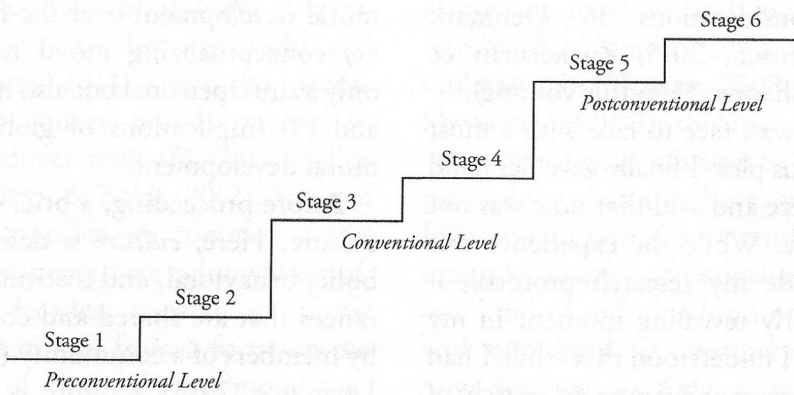 Stage 6
Stage 5
Postconventional Level
Stage 4
Stage 3
Conventional Level
Stage 2
Stage 1
Preconventional Level